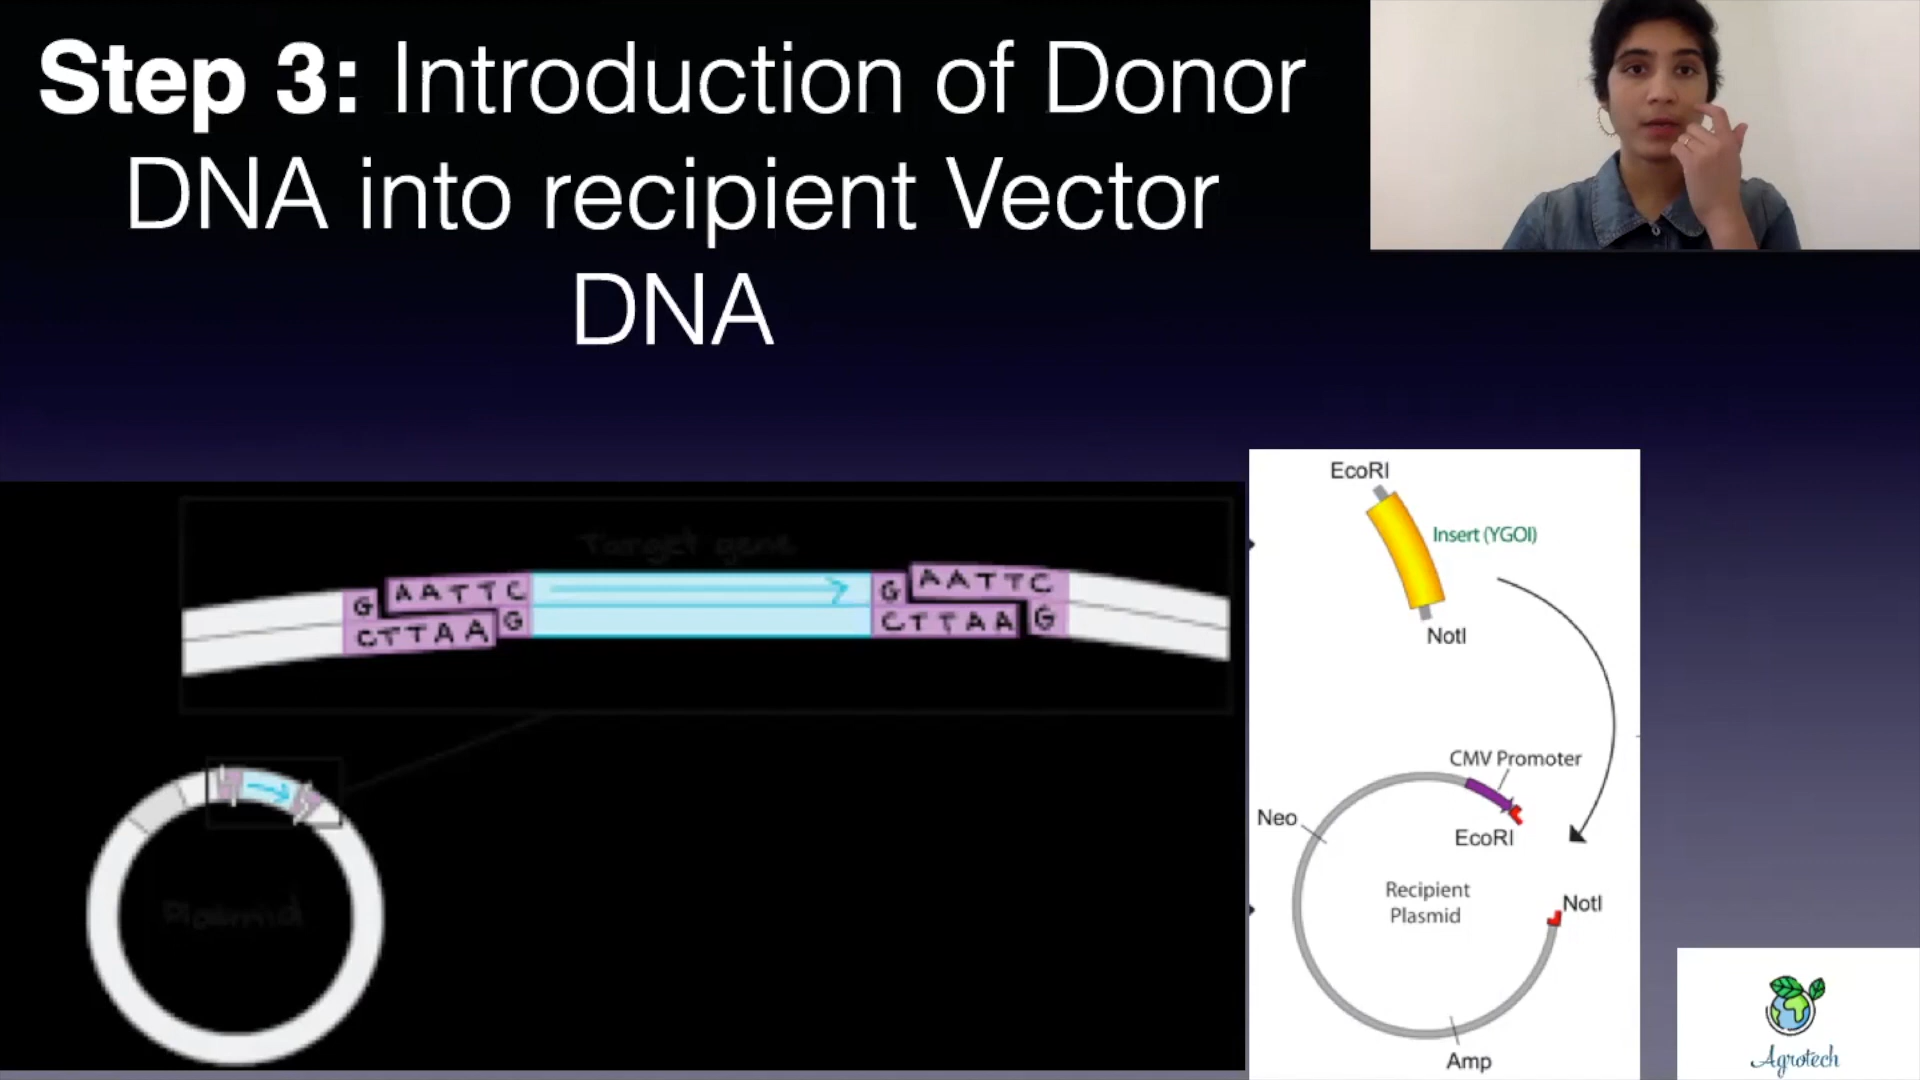 Step 3: Introduction of Donor
DNA into recipient Vector
DNA
Target gene
G AATTC G AATTC
CTTAA G CTTAA G
Plasmid
EcoRI
Insert (YGOI)
NotI
CMV Promoter
Neo
EcoRI
Recipient
Plasmid
NotI
Amp
Agrotech